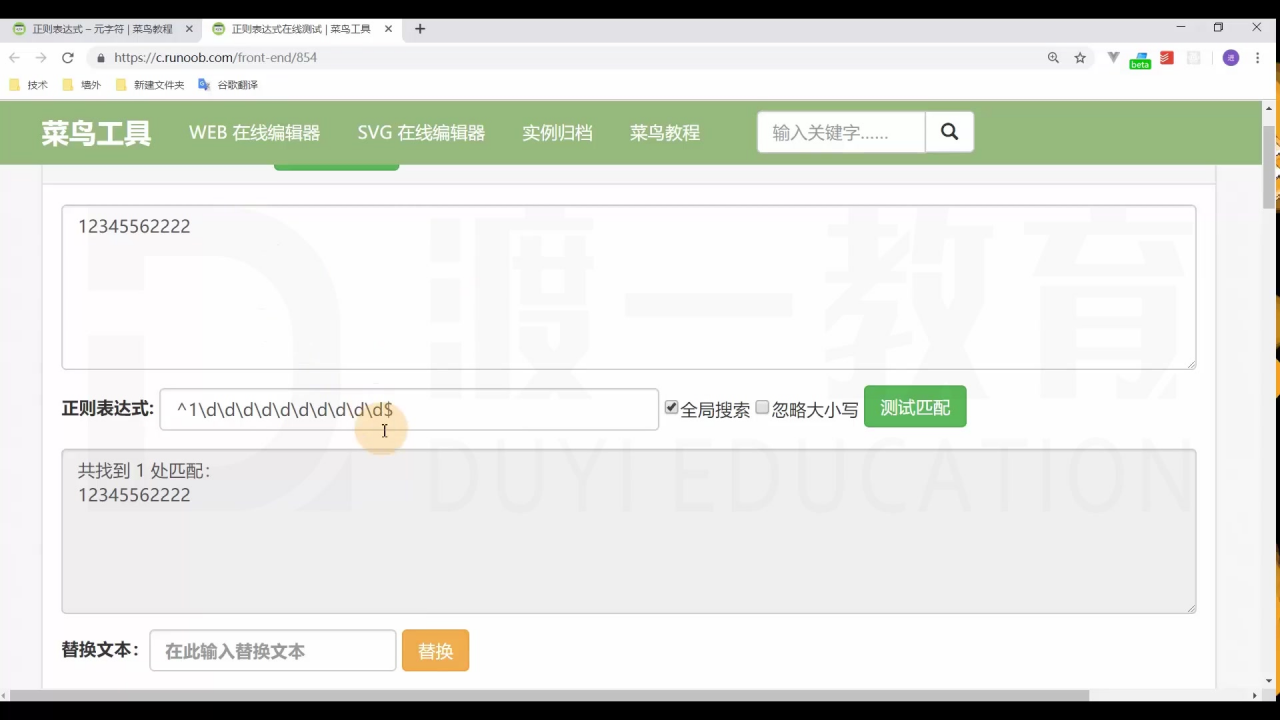 正则表达式 – 元字符 | 菜鸟教程
正则表达式在线测试 | 菜鸟工具
https://c.runoob.com/front-end/854
beta
技术
墙外
新建文件夹
谷歌翻译
菜鸟工具
WEB 在线编辑器
SVG 在线编辑器
实例归档
菜鸟教程
输入关键字......
12345562222
渡一教育
正则表达式:
^1\d\d\d\d\d\d\d\d\d\d$
全局搜索
忽略大小写
测试匹配
DUYI EDUCATION
共找到 1 处匹配:
12345562222
替换文本:
在此输入替换文本
替换